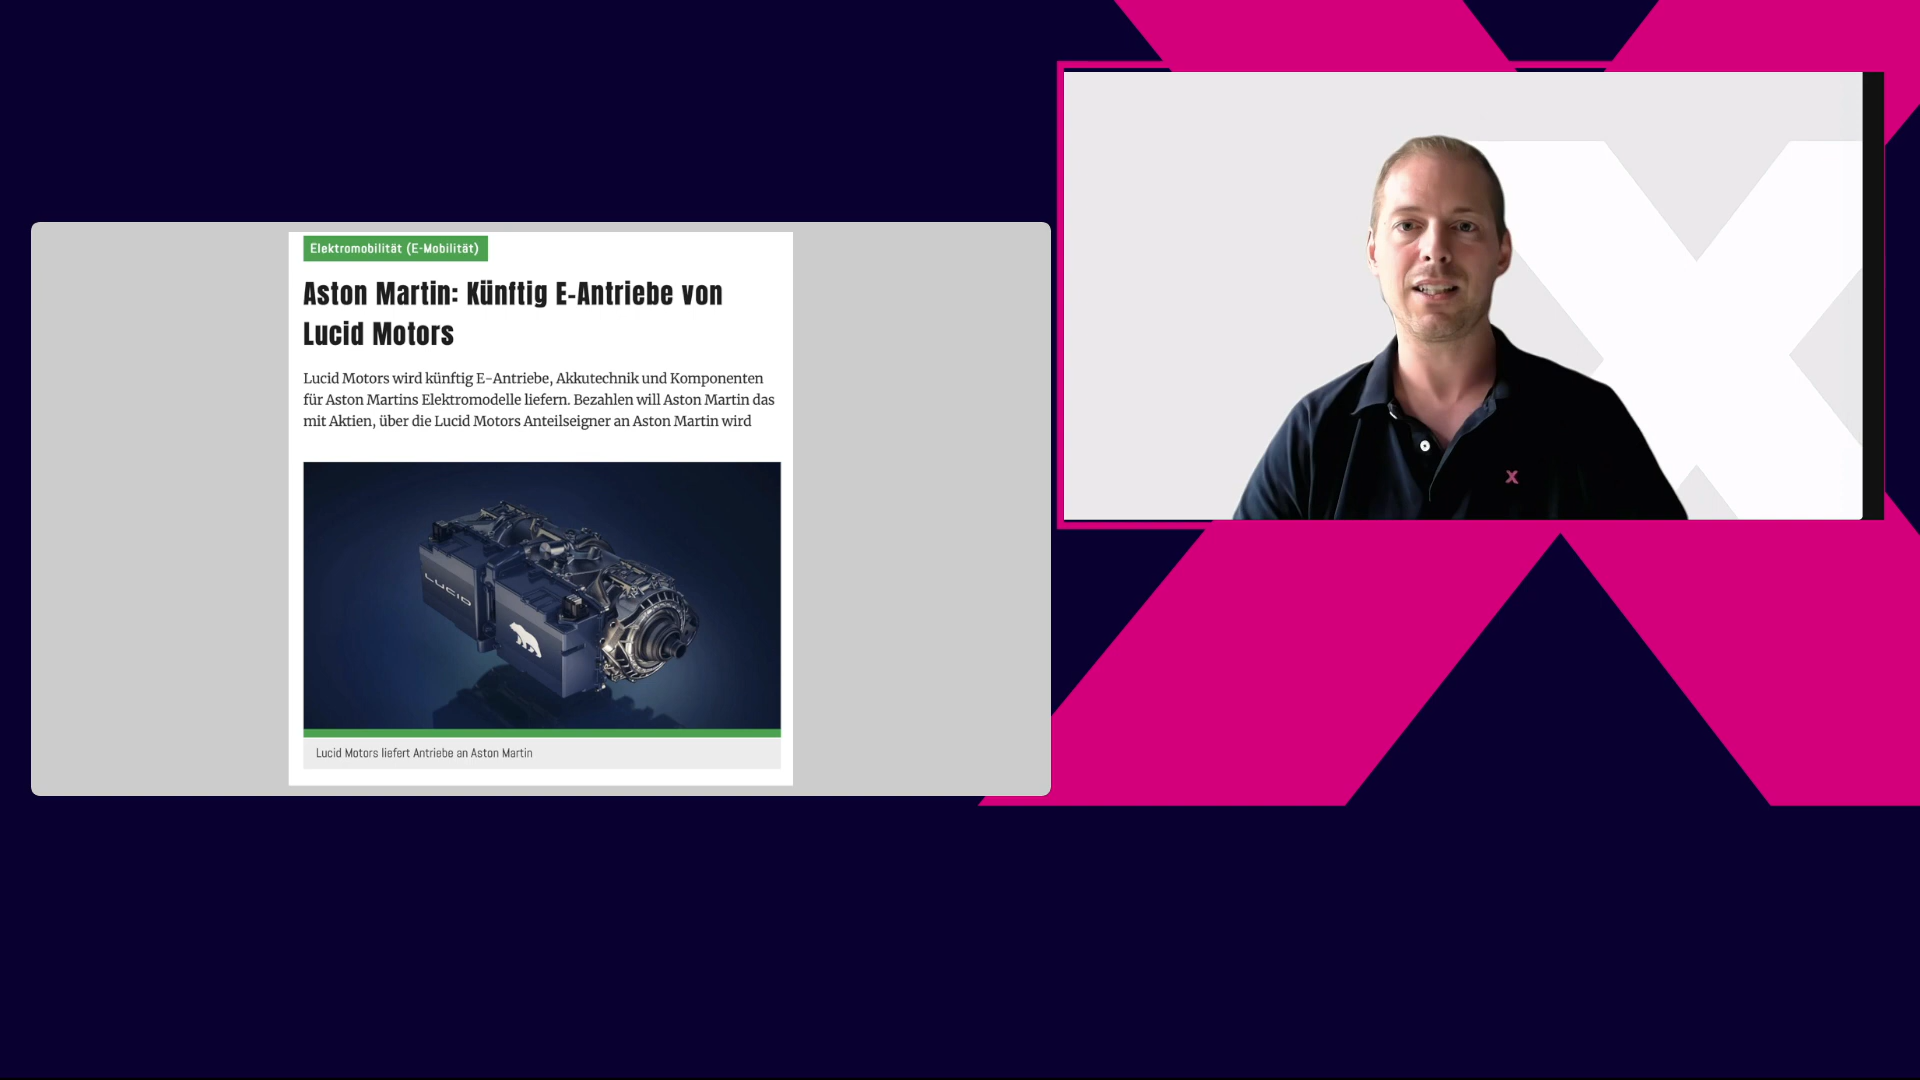 Elektromobilität (E-Mobilität)
Aston Martin: Künftig E-Antriebe von
Lucid Motors
Lucid Motors wird künftig E-Antriebe, Akkutechnik und Komponenten
für Aston Martins Elektromodelle liefern. Bezahlen will Aston Martin das
mit Aktien, über die Lucid Motors Anteilseigner an Aston Martin wird
LUCID
Lucid Motors liefert Antriebe an Aston Martin
X